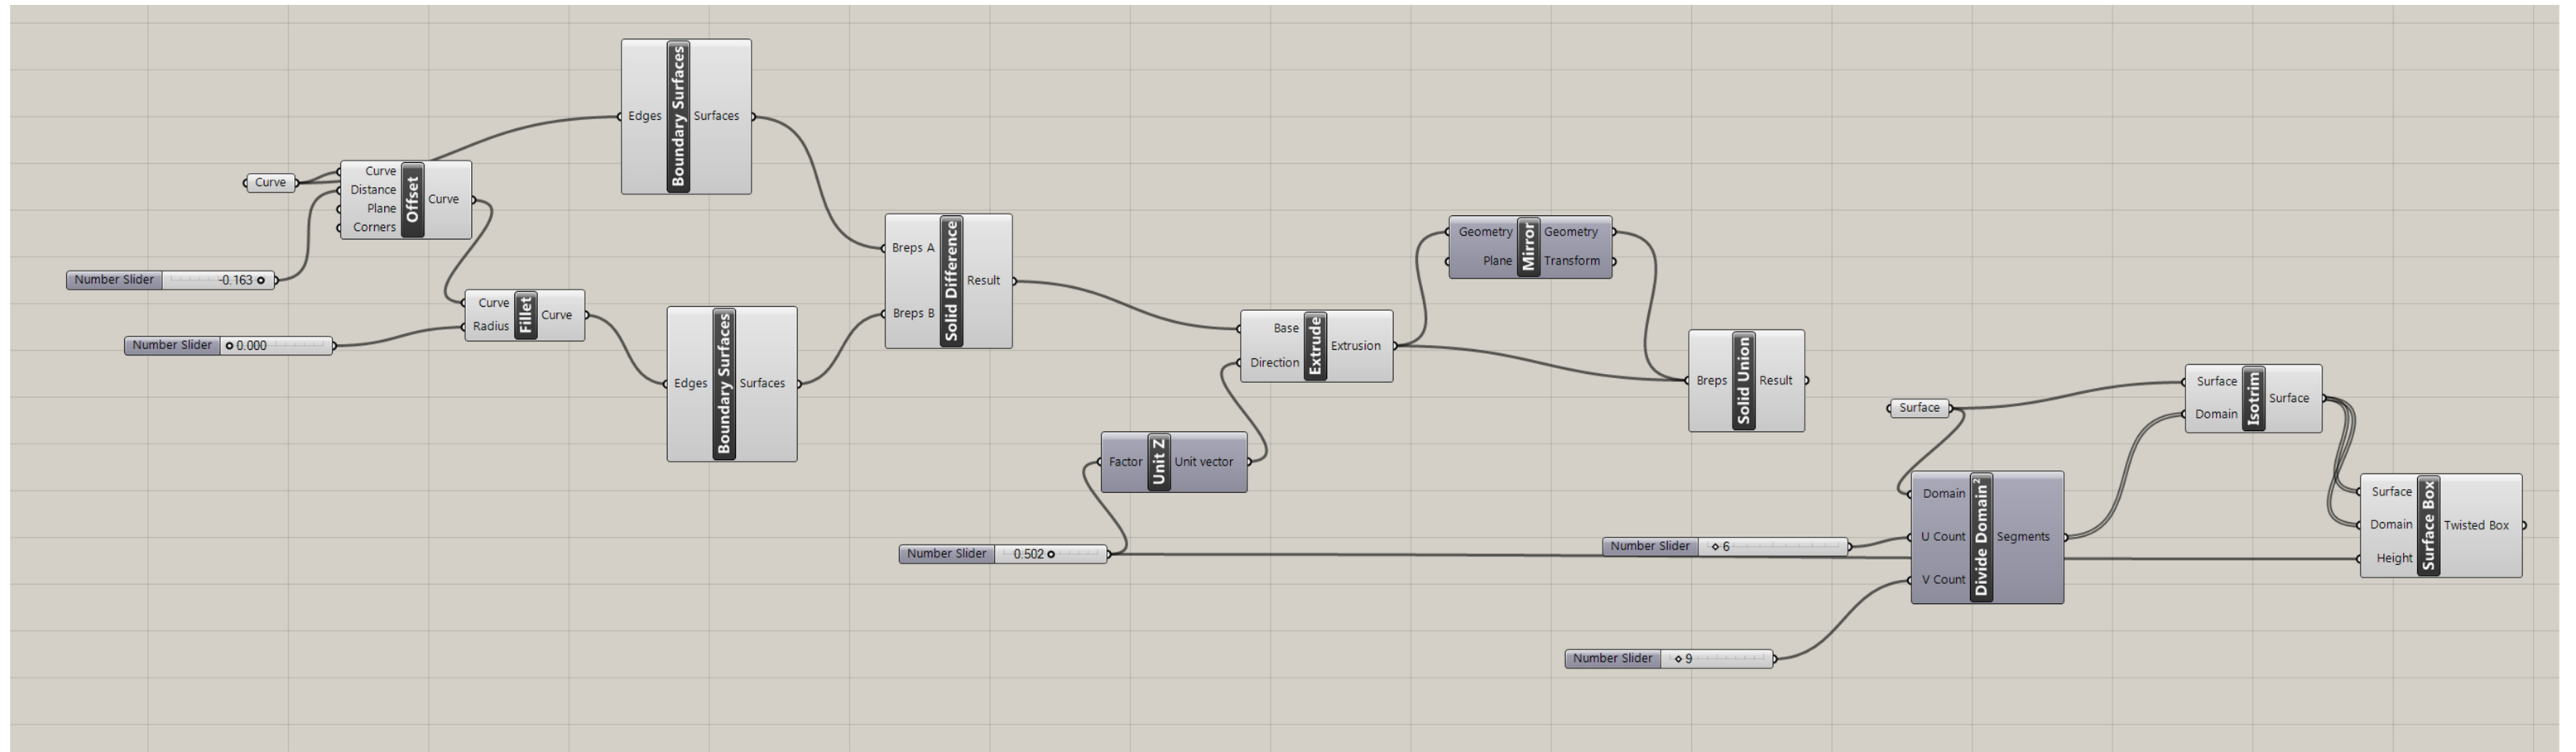 Edges
Boundary Surfaces
Surfaces
Curve
Curve
Distance
Plane
Corners
Offset
Curve
Number Slider -0.163
Number Slider 0.000
Curve
Radius
Fillet
Curve
Edges
Boundary Surfaces
Surfaces
Breps A
Breps B
Solid Difference
Result
Number Slider 0.502
Factor
Unit Z
Unit vector
Base
Direction
Extrude
Extrusion
Geometry
Plane
Mirror
Geometry
Transform
Breps
Solid Union
Result
Surface
Number Slider 6
Number Slider 9
Domain
U Count
V Count
Divide Domain²
Segments
Surface
Domain
Isotrim
Surface
Surface
Domain
Height
Surface Box
Twisted Box